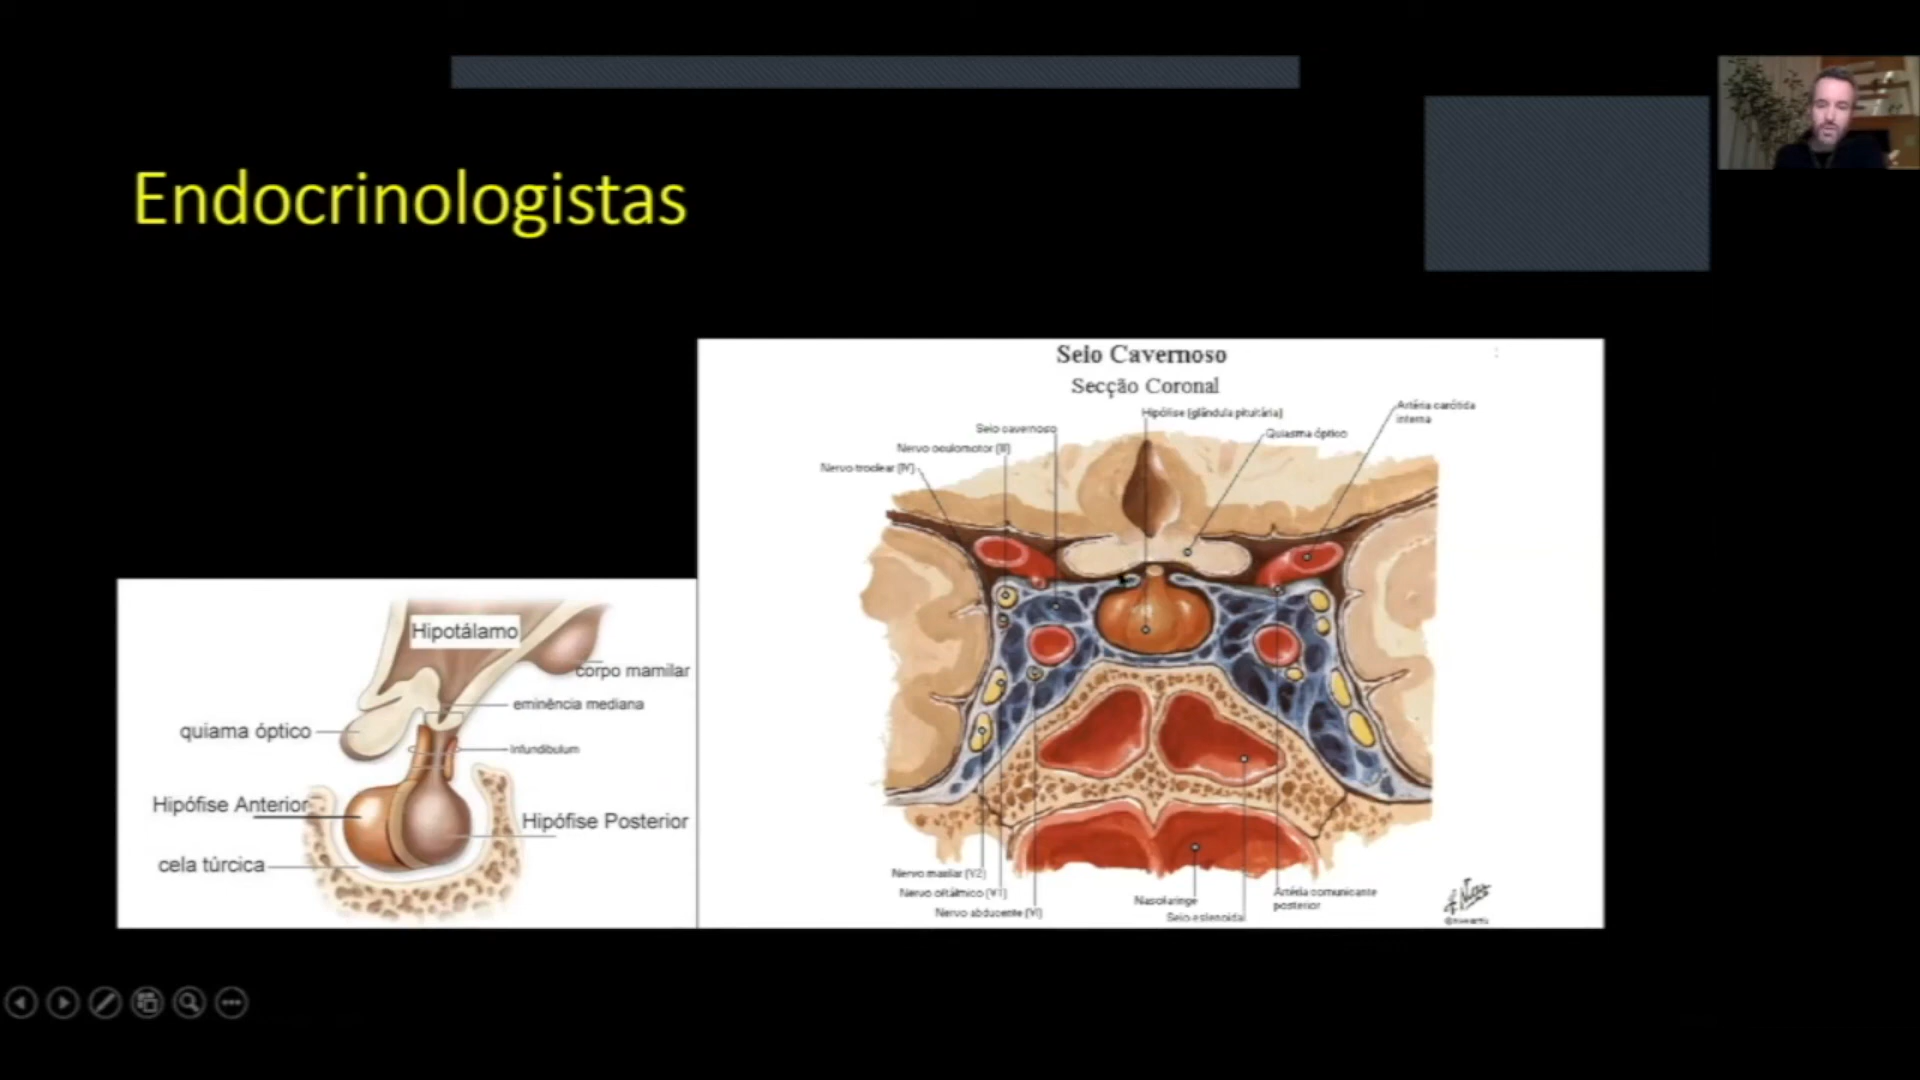 Endocrinologistas
Hipotálamo
corpo mamilar
eminência mediana
quiama óptico
Infundibulum
Hipófise Anterior
Hipófise Posterior
cela túrcica
Seio Cavernoso
Secção Coronal
Hipófise (glândula pituitária)
Artéria carótida
interna
Seio cavernoso
Quiasma óptico
Nervo oculomotor (III)
Nervo troclear (IV)
Nervo maxilar (V2)
Nervo oftálmico (V1)
Nervo abducente (VI)
Nasofaringe
Seio esfenoidal
Artéria comunicante
posterior